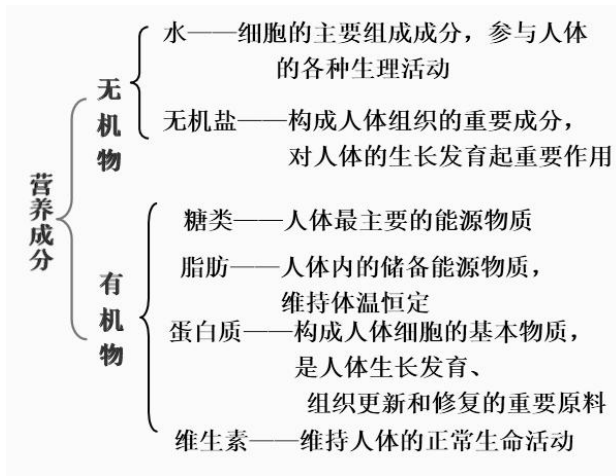 营养成分
无机物
水——细胞的主要组成成分，参与人体
的各种生理活动
无机盐——构成人体组织的重要成分，
对人体的生长发育起重要作用
有机物
糖类——人体最主要的能源物质
脂肪——人体内的储备能源物质，
维持体温恒定
蛋白质——构成人体细胞的基本物质，
是人体生长发育、
组织更新和修复的重要原料
维生素——维持人体的正常生命活动